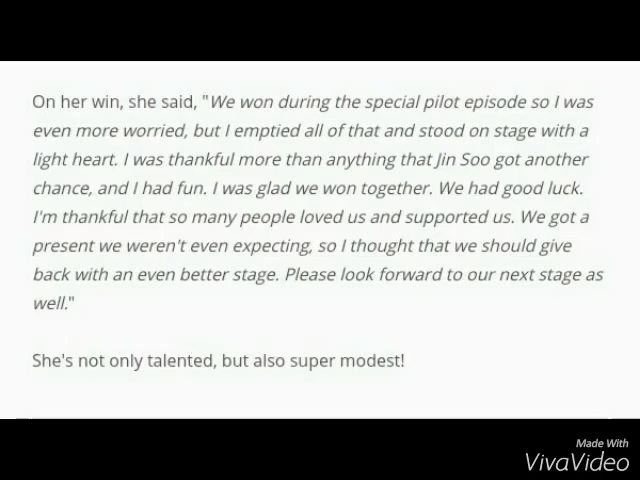 On her win, she said, "We won during the special pilot episode so I was
even more worried, but I emptied all of that and stood on stage with a
light heart. I was thankful more than anything that Jin Soo got another
chance, and I had fun. I was glad we won together. We had good luck.
I'm thankful that so many people loved us and supported us. We got a
present we weren't even expecting, so I thought that we should give
back with an even better stage. Please look forward to our next stage as
well."
She's not only talented, but also super modest!
Made With
VivaVideo